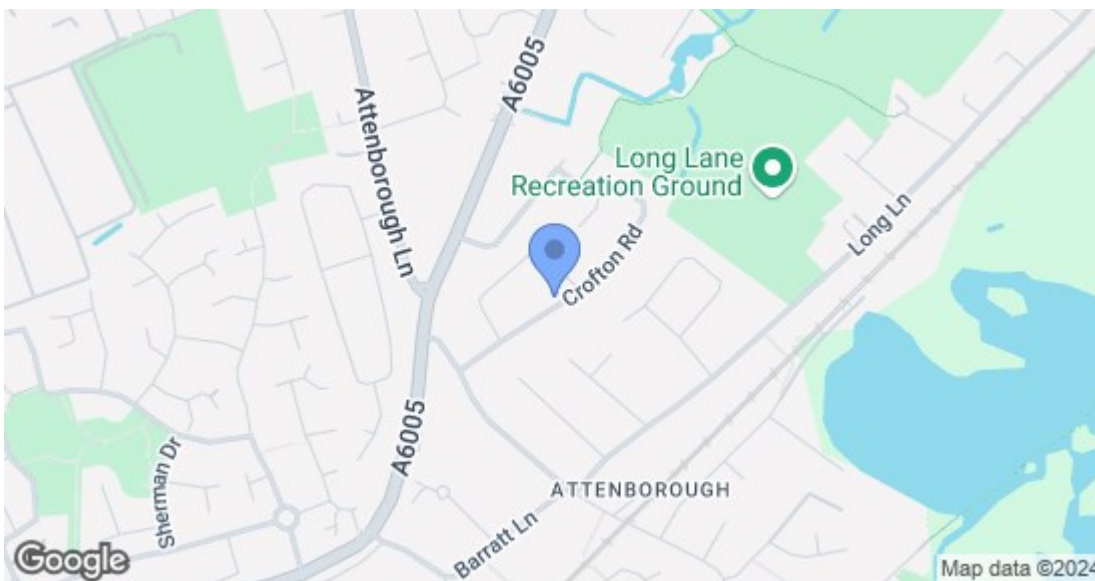 A6005
Attenborough Ln
Long Lane
Recreation Ground
Long Ln
Crofton Rd
A6005
Sherman Dr
ATTENBOROUGH
Barratt Ln
Google
Map data ©2024